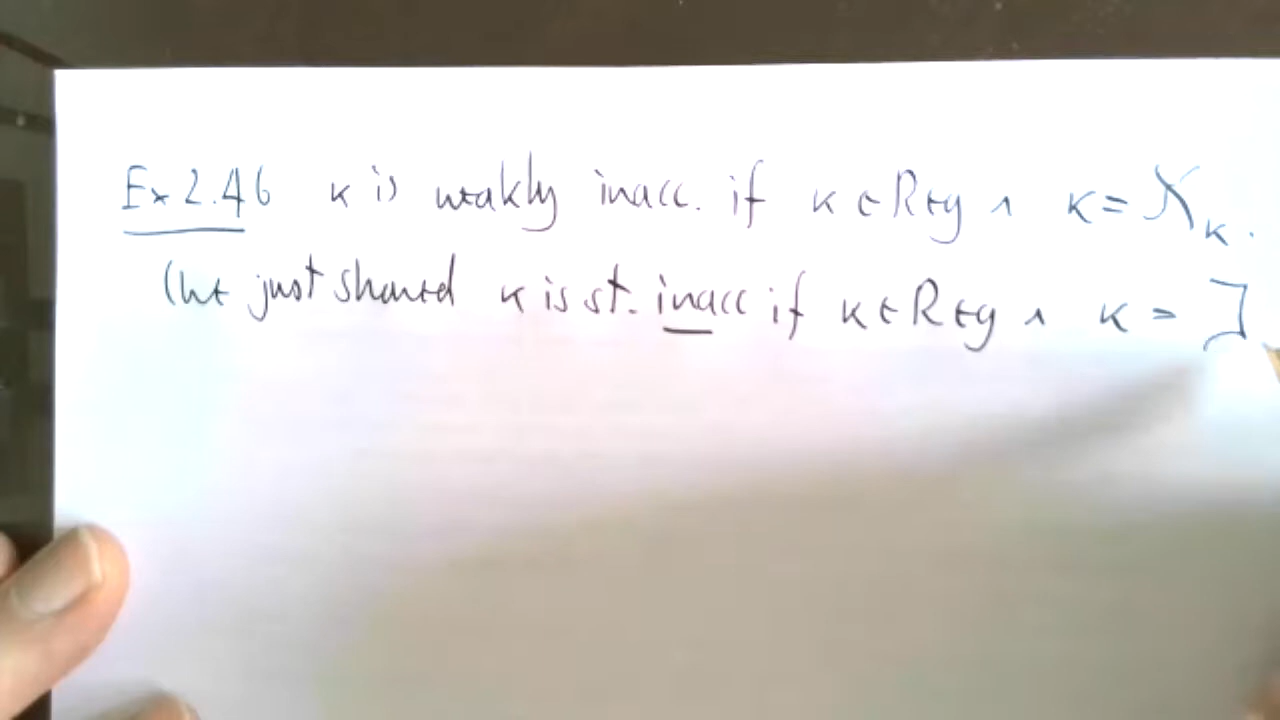 Ex 2.46 κ is weakly inacc. if κ ∈ Reg ∧ κ = ℵ_κ.
(We just showed κ is st. inacc if κ ∈ Reg ∧ κ = ℶ